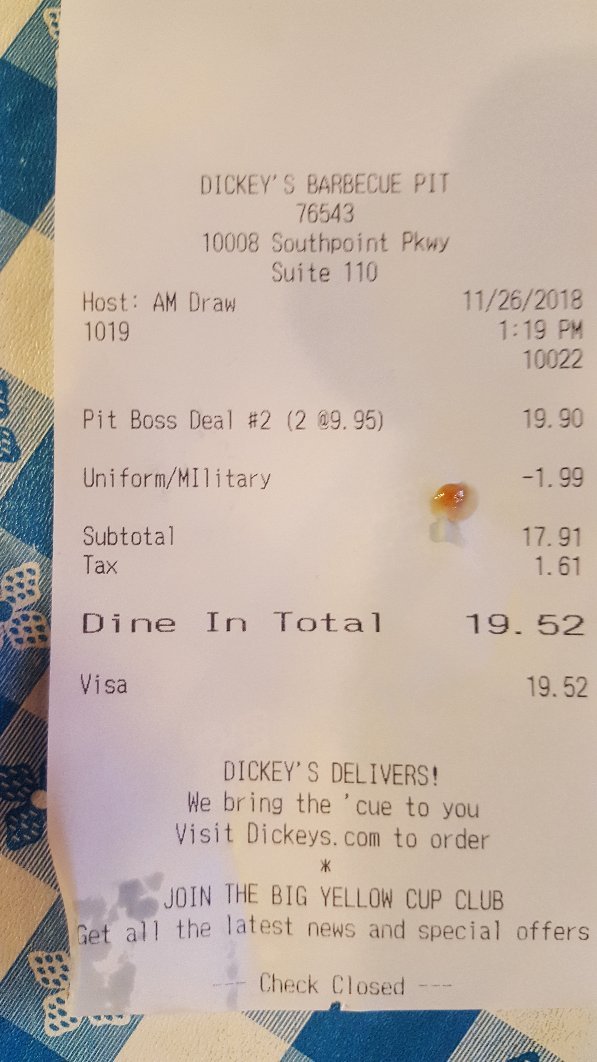 DICKEY'S BARBECUE PIT
76543
10008 Southpoint Pkwy
Suite 110
Host: AM Draw 11/26/2018
1019 1:19 PM
10022
Pit Boss Deal #2 (2 @9.95) 19.90
Uniform/MIlitary -1.99
Subtotal 17.91
Tax 1.61
Dine In Total 19.52
Visa 19.52
DICKEY'S DELIVERS!
We bring the 'cue to you
Visit Dickeys.com to order
*
JOIN THE BIG YELLOW CUP CLUB
Get all the latest news and special offers
--- Check Closed ---